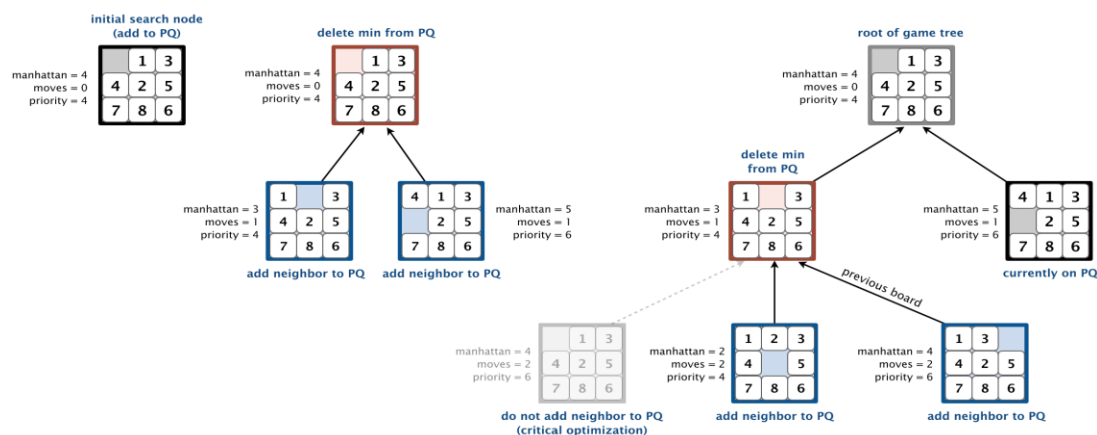 initial search node
(add to PQ)
1 3
4 2 5
7 8 6
manhattan = 4
moves = 0
priority = 4
delete min from PQ
1 3
4 2 5
7 8 6
manhattan = 4
moves = 0
priority = 4
1 3
4 2 5
7 8 6
manhattan = 3
moves = 1
priority = 4
add neighbor to PQ
4 1 3
2 5
7 8 6
manhattan = 5
moves = 1
priority = 6
add neighbor to PQ
root of game tree
1 3
4 2 5
7 8 6
manhattan = 4
moves = 0
priority = 4
delete min
from PQ
1 3
4 2 5
7 8 6
manhattan = 3
moves = 1
priority = 4
4 1 3
2 5
7 8 6
manhattan = 5
moves = 1
priority = 6
currently on PQ
previous board
1 3
4 2 5
7 8 6
manhattan = 4
moves = 2
priority = 6
do not add neighbor to PQ
(critical optimization)
1 2 3
4 5
7 8 6
manhattan = 2
moves = 2
priority = 4
add neighbor to PQ
1 3
4 2 5
7 8 6
manhattan = 4
moves = 2
priority = 6
add neighbor to PQ